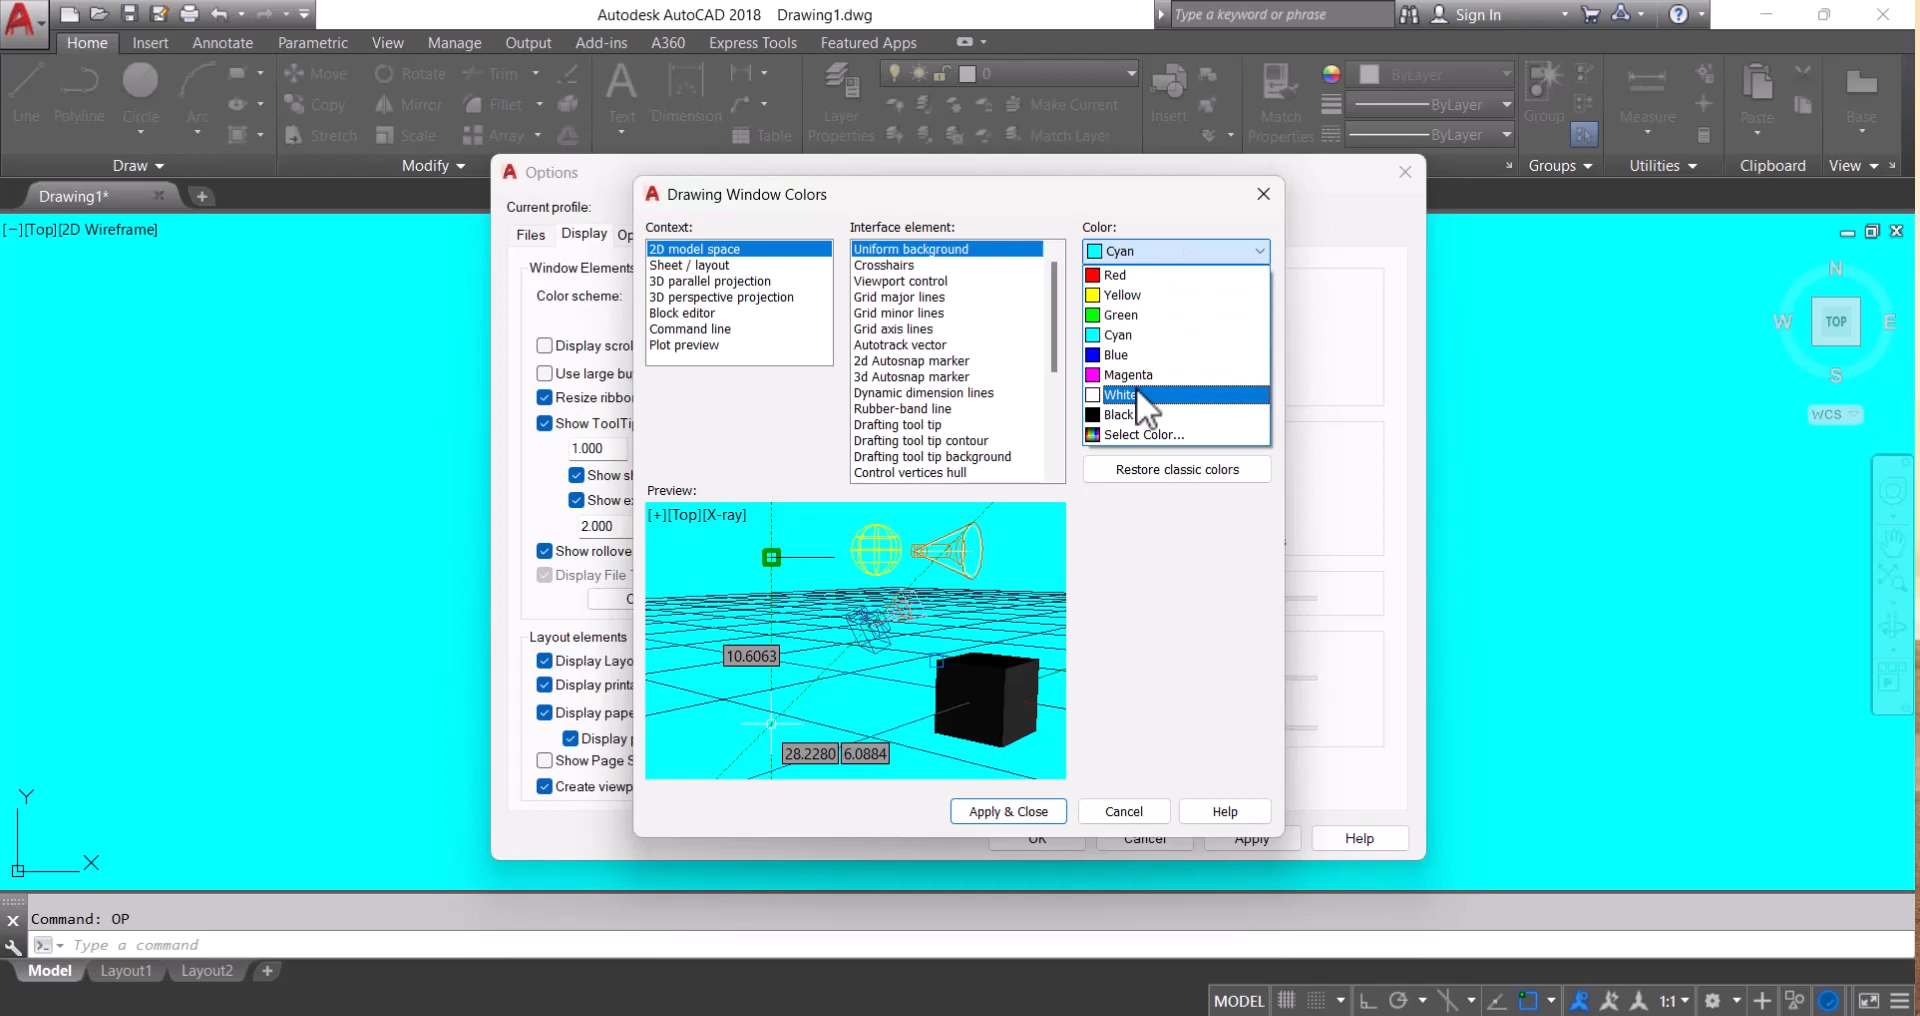 Autodesk AutoCAD 2018 Drawing1.dwg
Type a keyword or phrase
Sign In
Home Insert Annotate Parametric View Manage Output Add-ins A360 Express Tools Featured Apps
Move Rotate Trim
0
ByLayer
Copy Mirror Fillet
Make Current
ByLayer
Line Polyline Circle Arc
Text Dimension
Layer
Properties
Insert
Match
Properties
Group Measure Paste Base
Stretch Scale Array
Table
Match Layer
ByLayer
Draw Modify Groups Utilities Clipboard View
Drawing1*
[−][Top][2D Wireframe]
Options
Current profile:
Files Display Op
Window Elements
Color scheme:
Display scrol
Use large bu
Resize ribbo
Show ToolTip
1.000
Show sh
Show ex
2.000
Show rollove
Display File T
C
Layout elements
Display Layo
Display printa
Display pape
Display p
Show Page S
Create viewp
OK Cancel Apply Help
Drawing Window Colors
Context:
2D model space
Sheet / layout
3D parallel projection
3D perspective projection
Block editor
Command line
Plot preview
Interface element:
Uniform background
Crosshairs
Viewport control
Grid major lines
Grid minor lines
Grid axis lines
Autotrack vector
2d Autosnap marker
3d Autosnap marker
Dynamic dimension lines
Rubber-band line
Drafting tool tip
Drafting tool tip contour
Drafting tool tip background
Control vertices hull
Color:
Cyan
Red
Yellow
Green
Cyan
Blue
Magenta
White
Black
Select Color...
Restore classic colors
Preview:
[+][Top][X-ray]
10.6063
28.2280 6.0884
Apply & Close Cancel Help
N
W TOP E
S
WCS
Y
X
Command: OP
Type a command
Model Layout1 Layout2
MODEL 1:1